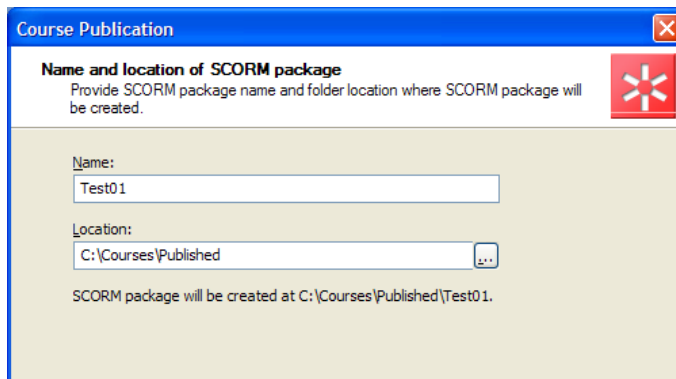 Course Publication
Name and location of SCORM package
Provide SCORM package name and folder location where SCORM package will
be created.
Name:
Test01
Location:
C:\Courses\Published
...
SCORM package will be created at C:\Courses\Published\Test01.